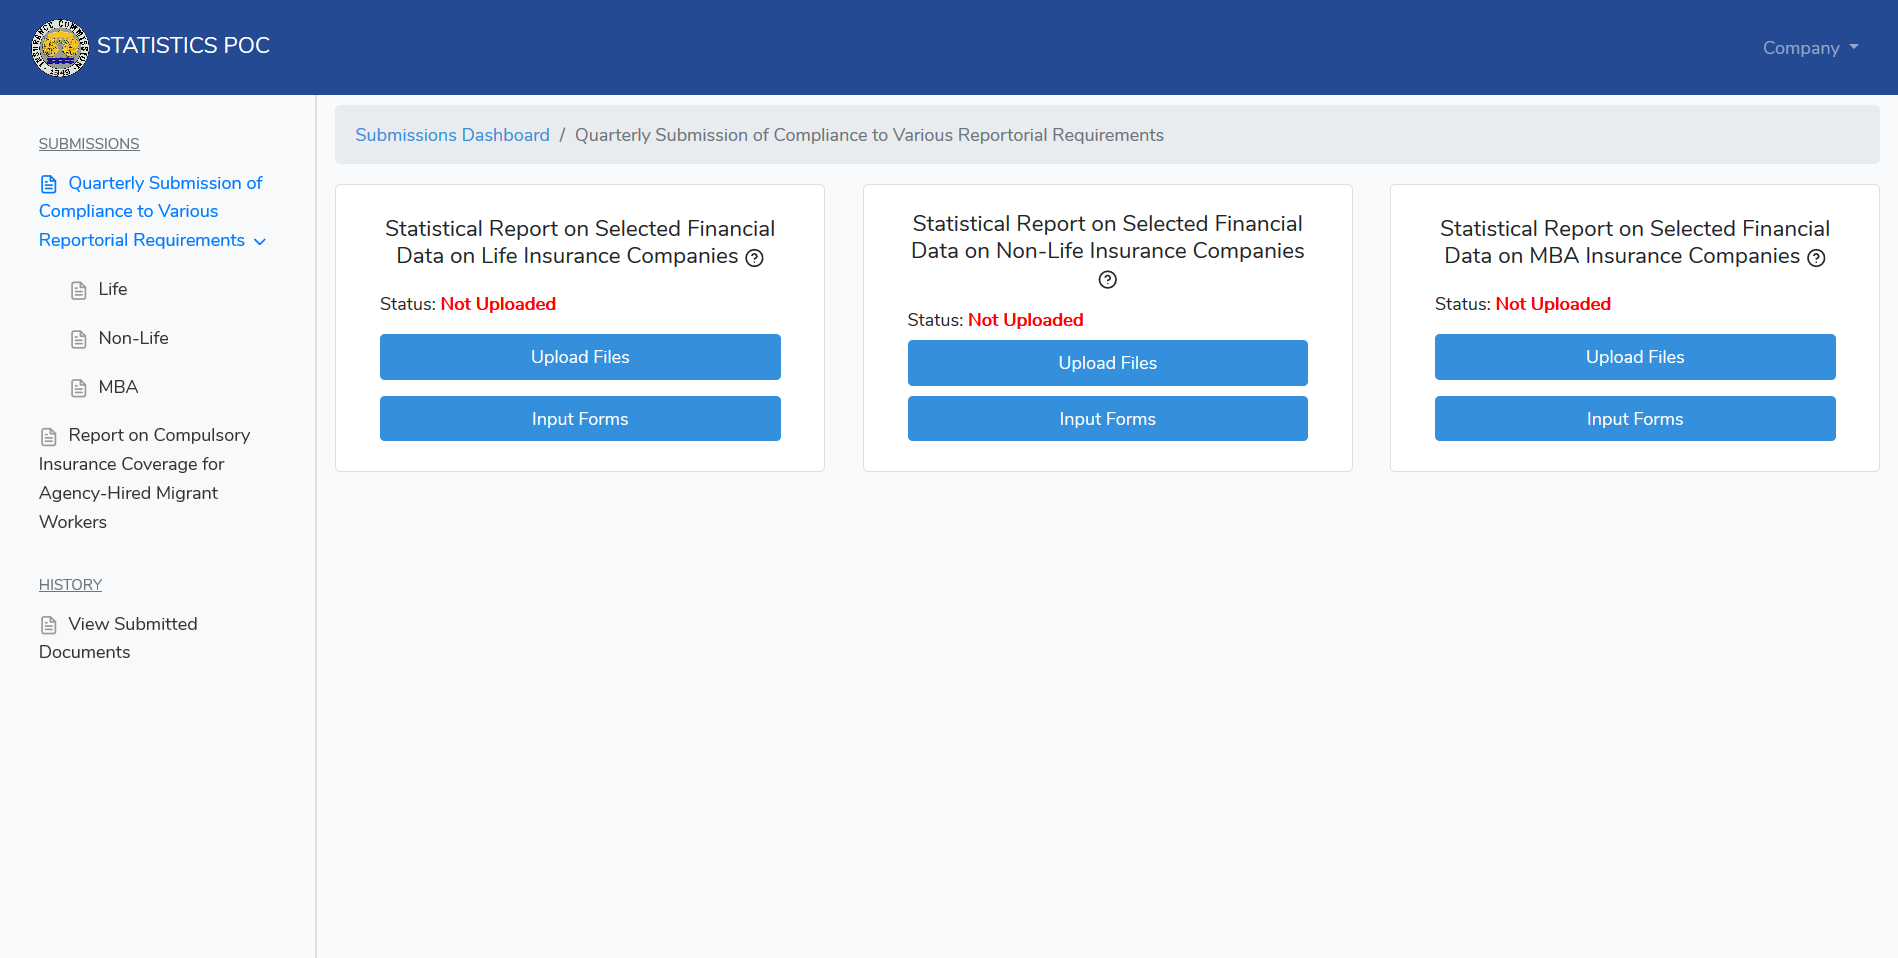 STATISTICS POC
Company
SUBMISSIONS
Quarterly Submission of
Compliance to Various
Reportorial Requirements
Life
Non-Life
MBA
Report on Compulsory
Insurance Coverage for
Agency-Hired Migrant
Workers
HISTORY
View Submitted
Documents
Submissions Dashboard / Quarterly Submission of Compliance to Various Reportorial Requirements
Statistical Report on Selected Financial
Data on Life Insurance Companies
Status: Not Uploaded
Upload Files
Input Forms
Statistical Report on Selected Financial
Data on Non-Life Insurance Companies
Status: Not Uploaded
Upload Files
Input Forms
Statistical Report on Selected Financial
Data on MBA Insurance Companies
Status: Not Uploaded
Upload Files
Input Forms